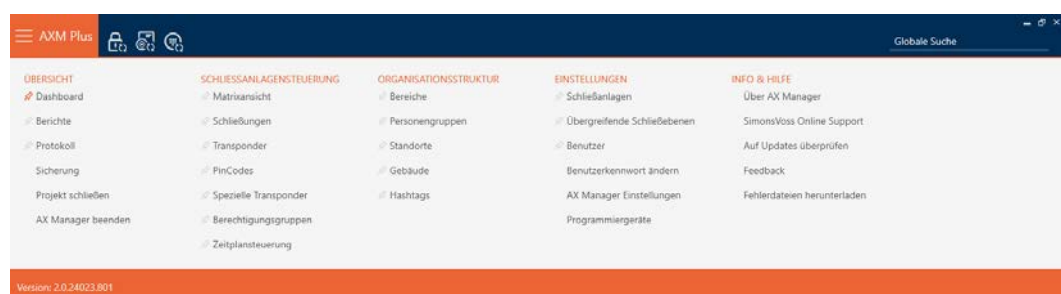 AXM Plus
Globale Suche
ÜBERSICHT
Dashboard
Berichte
Protokoll
Sicherung
Projekt schließen
AX Manager beenden
SCHLIESSANLAGENSTEUERUNG
Matrixansicht
Schließungen
Transponder
PinCodes
Spezielle Transponder
Berechtigungsgruppen
Zeitplansteuerung
ORGANISATIONSSTRUKTUR
Bereiche
Personengruppen
Standorte
Gebäude
Hashtags
EINSTELLUNGEN
Schließanlagen
Übergreifende Schließebenen
Benutzer
Benutzerkennwort ändern
AX Manager Einstellungen
Programmiergeräte
INFO & HILFE
Über AX Manager
SimonsVoss Online Support
Auf Updates überprüfen
Feedback
Fehlerdateien herunterladen
Version: 2.0.24023.801